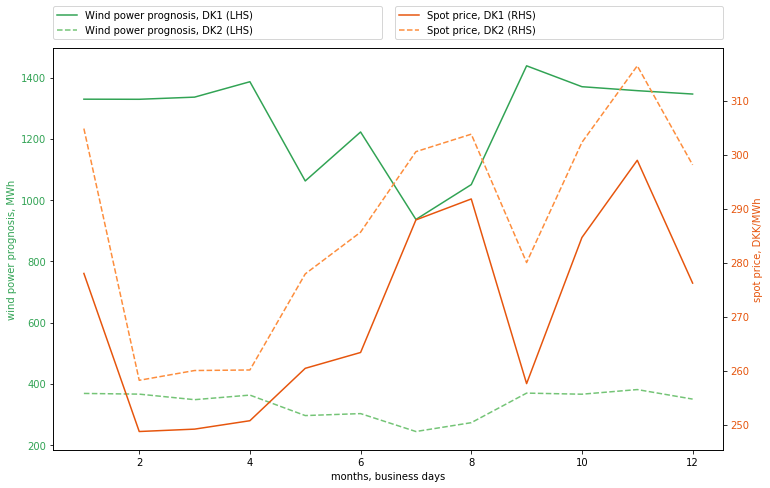 Wind power prognosis, DK1 (LHS)
Wind power prognosis, DK2 (LHS)
Spot price, DK1 (RHS)
Spot price, DK2 (RHS)
wind power prognosis, MWh
1400
1200
1000
800
600
400
200
310
300
290
280
270
260
250
spot price, DKK/MWh
2 4 6 8 10 12
months, business days